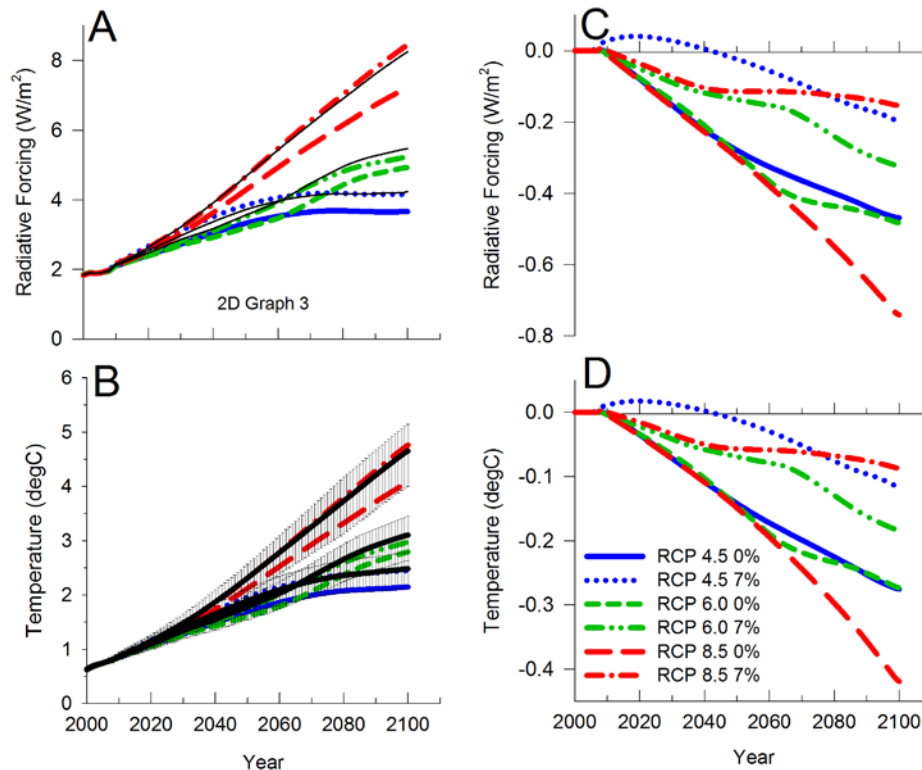 A
Radiative Forcing (W/m²)
8
6
4
2
0
2D Graph 3
B
Temperature (degC)
6
5
4
3
2
1
0
2000 2020 2040 2060 2080 2100
Year
C
Radiative Forcing (W/m²)
0.0
-0.2
-0.4
-0.6
-0.8
D
Temperature (degC)
0.0
-0.1
-0.2
-0.3
-0.4
RCP 4.5 0%
RCP 4.5 7%
RCP 6.0 0%
RCP 6.0 7%
RCP 8.5 0%
RCP 8.5 7%
2000 2020 2040 2060 2080 2100
Year